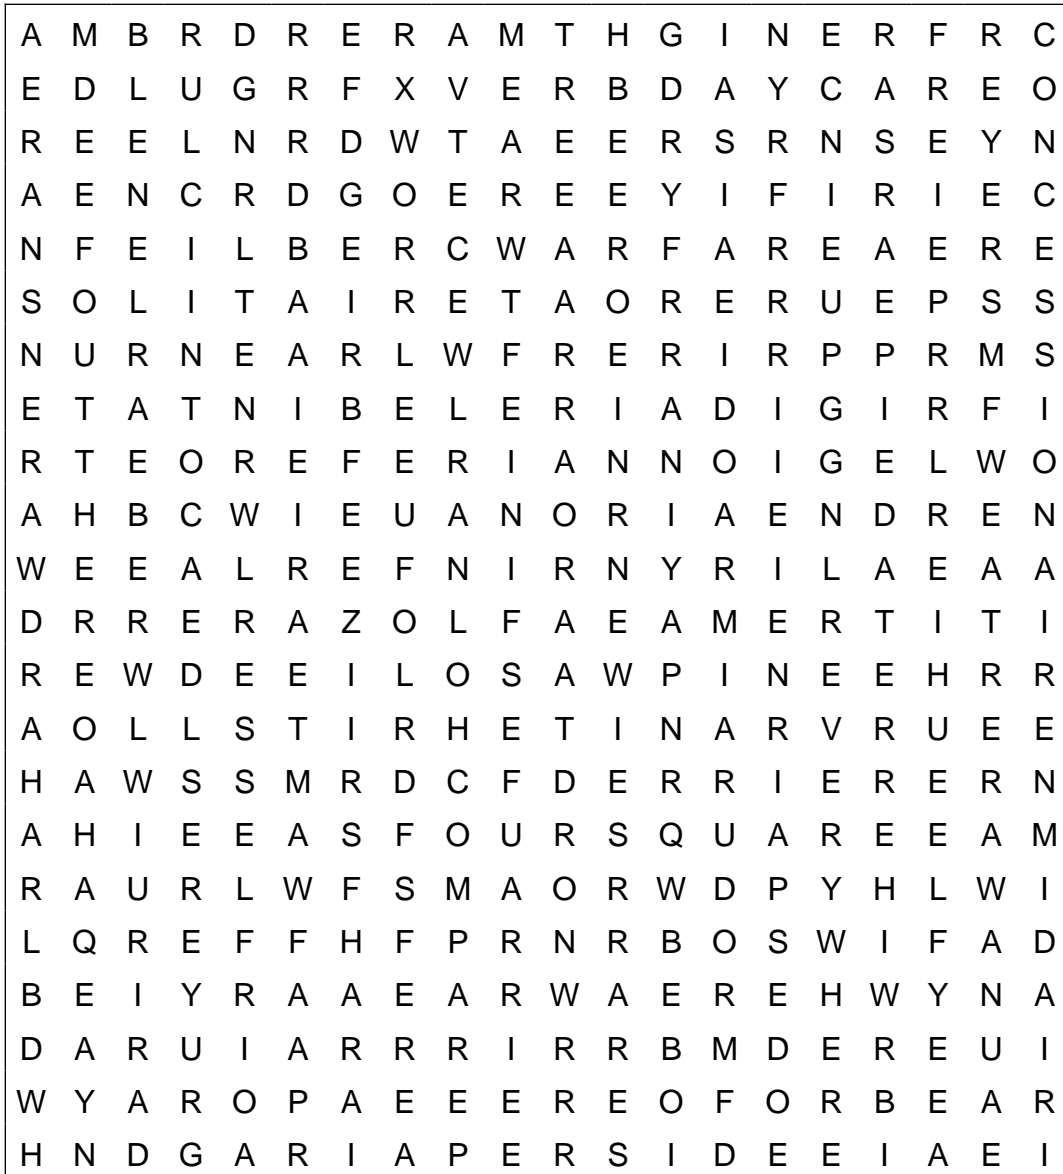 A M B R D R E R A M T H G I N E R F R C
E D L U G R F X V E R B D A Y C A R E O
R E E L N R D W T A E E R S R N S E Y N
A E N C R D G O E R E E Y I F I R I E C
N F E I L B E R C W A R F A R E A E R E
S O L I T A I R E T A O R E R U E P S S
N U R N E A R L W F R E R I R P P R M S
E T A T N I B E L E R I A D I G I R F I
R T E O R E F E R I A N N O I G E L W O
A H B C W I E U A N O R I A E N D R E N
W E E A L R E F N I R N Y R I L A E A A
D R R E R A Z O L F A E A M E R T I T I
R E W D E E I L O S A W P I N E E H R R
A O L L S T I R H E T I N A R V R U E E
H A W S S M R D C F D E R R I E R E R N
A H I E E A S F O U R S Q U A R E E A M
R A U R L W F S M A O R W D P Y H L W I
L Q R E F F H F P R N R B O S W I F A D
B E I Y R A A E A R W A E R E H W Y N A
D A R U I A R R R I R R B M D E R E U I
W Y A R O P A E E E R E O F O R B E A R
H N D G A R I A P E R S I D E E I A E I